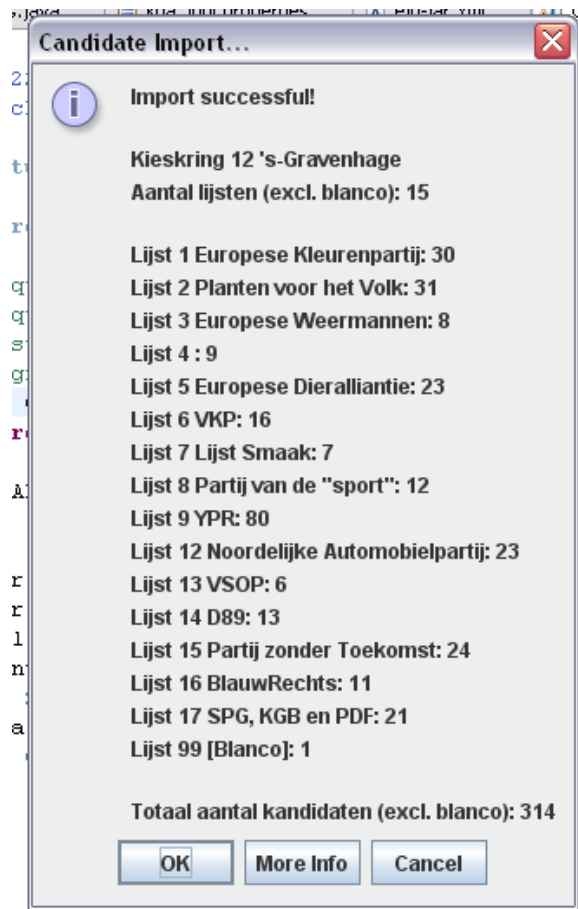 Candidate Import...
Import successful!
Kieskring 12 's-Gravenhage
Aantal lijsten (excl. blanco): 15
Lijst 1 Europese Kleurenpartij: 30
Lijst 2 Planten voor het Volk: 31
Lijst 3 Europese Weermannen: 8
Lijst 4 : 9
Lijst 5 Europese Dieralliantie: 23
Lijst 6 VKP: 16
Lijst 7 Lijst Smaak: 7
Lijst 8 Partij van de "sport": 12
Lijst 9 YPR: 80
Lijst 12 Noordelijke Automobielpartij: 23
Lijst 13 VSOP: 6
Lijst 14 D89: 13
Lijst 15 Partij zonder Toekomst: 24
Lijst 16 BlauwRechts: 11
Lijst 17 SPG, KGB en PDF: 21
Lijst 99 [Blanco]: 1
Totaal aantal kandidaten (excl. blanco): 314
OK More Info Cancel